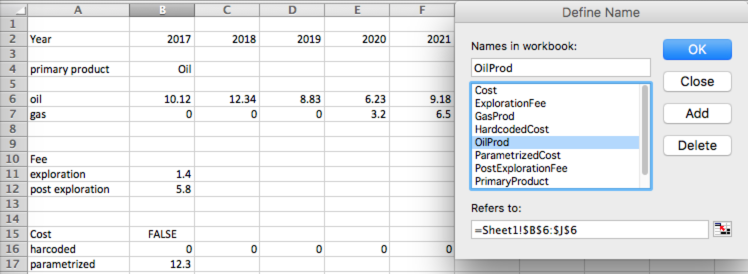 Define Name
A B C D E F
1
2 Year 2017 2018 2019 2020 2021
3
4 primary product Oil
5
6 oil 10.12 12.34 8.83 6.23 9.18
7 gas 0 0 0 3.2 6.5
8
9
10 Fee
11 exploration 1.4
12 post exploration 5.8
13
14
15 Cost FALSE
16 harcoded 0 0 0 0 0
17 parametrized 12.3
Names in workbook:
OilProd
Cost
ExplorationFee
GasProd
HardcodedCost
OilProd
ParametrizedCost
PostExplorationFee
PrimaryProduct
Refers to:
=Sheet1!$B$6:$J$6
OK
Close
Add
Delete